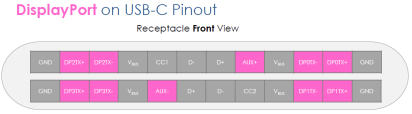 DisplayPort on USB-C Pinout
Receptacle Front View
GND DP2TX+ DP2TX- VBUS CC1 D- D+ AUX+ VBUS DP0TX- DP0TX+ GND
GND DP3TX+ DP3TX- VBUS AUX- D+ D- CC2 VBUS DP1TX- DP1TX+ GND